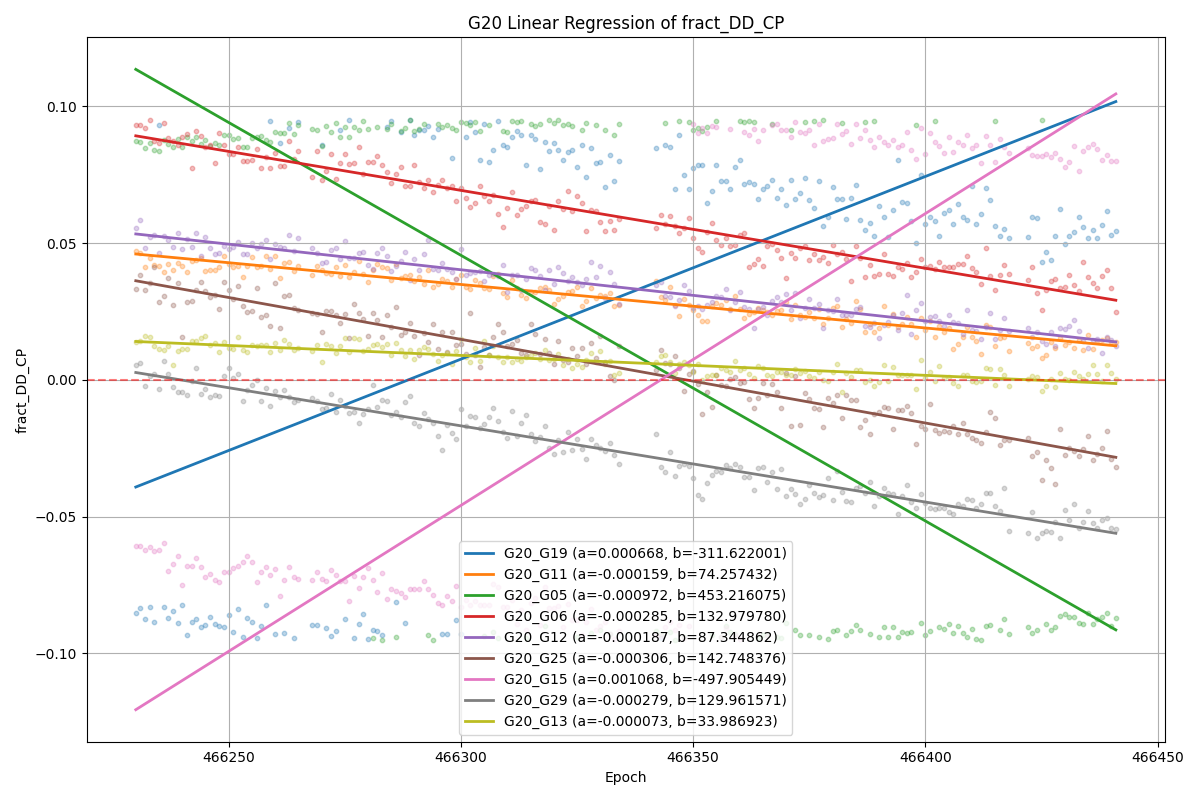 G20 Linear Regression of fract_DD_CP
fract_DD_CP
0.10
0.05
0.00
−0.05
−0.10
G20_G19 (a=0.000668, b=-311.622001)
G20_G11 (a=-0.000159, b=74.257432)
G20_G05 (a=-0.000972, b=453.216075)
G20_G06 (a=-0.000285, b=132.979780)
G20_G12 (a=-0.000187, b=87.344862)
G20_G25 (a=-0.000306, b=142.748376)
G20_G15 (a=0.001068, b=-497.905449)
G20_G29 (a=-0.000279, b=129.961571)
G20_G13 (a=-0.000073, b=33.986923)
466250
466300
466350
466400
466450
Epoch